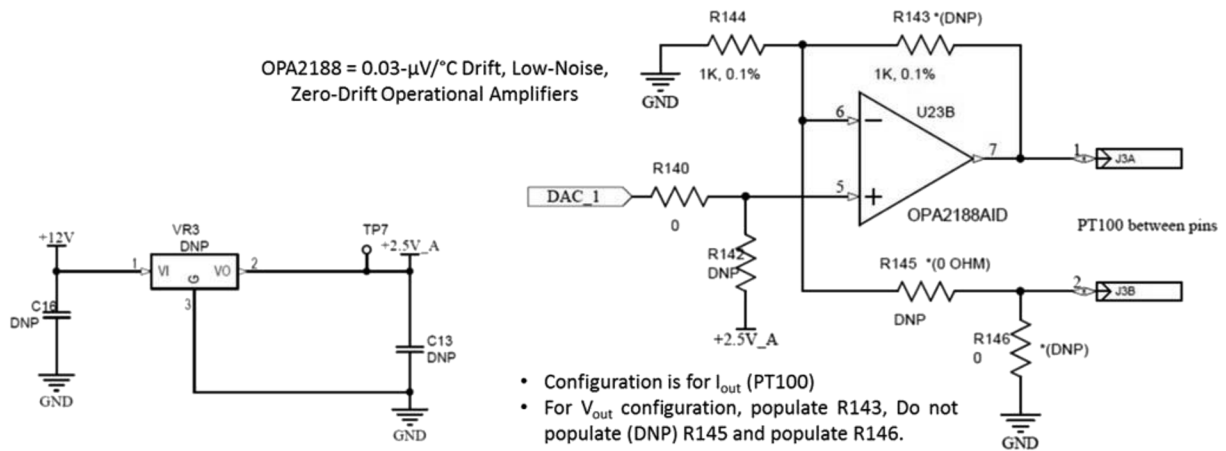 R144
R143 *(DNP)
OPA2188 = 0.03-µV/°C Drift, Low-Noise,
Zero-Drift Operational Amplifiers
1K, 0.1%
1K, 0.1%
GND
U23B
6
7
1
J3A
R140
DAC_1
5
0
OPA2188AID
PT100 between pins
VR3
DNP
TP7
+12V
+2.5V_A
1
VI
VO
2
G
3
R142
DNP
R145 *(0 OHM)
2
J3B
DNP
C16
DNP
C13
DNP
+2.5V_A
R146
0
*(DNP)
GND
GND
GND
• Configuration is for Iout (PT100)
• For Vout configuration, populate R143, Do not
populate (DNP) R145 and populate R146.